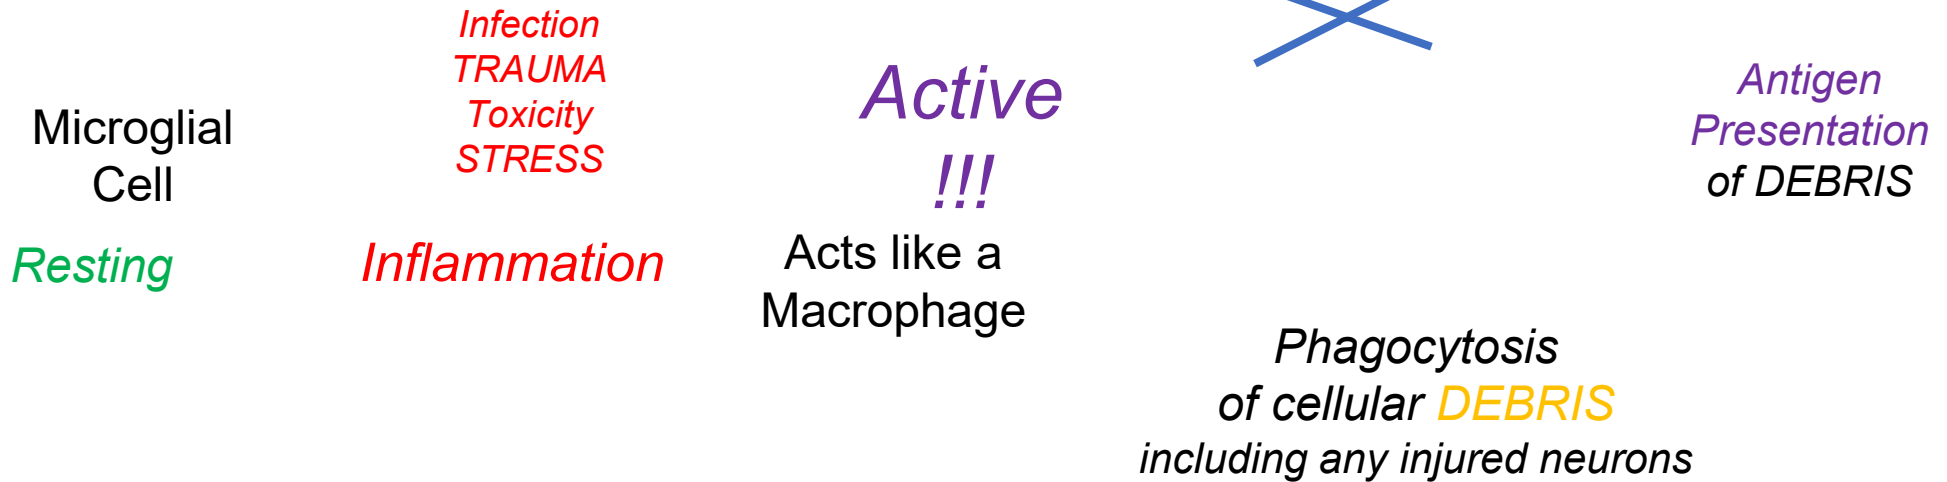 Microglial
Cell
Resting
Infection
TRAUMA
Toxicity
STRESS
Inflammation
Active
!!!
Acts like a
Macrophage
Phagocytosis
of cellular DEBRIS
including any injured neurons
Antigen
Presentation
of DEBRIS